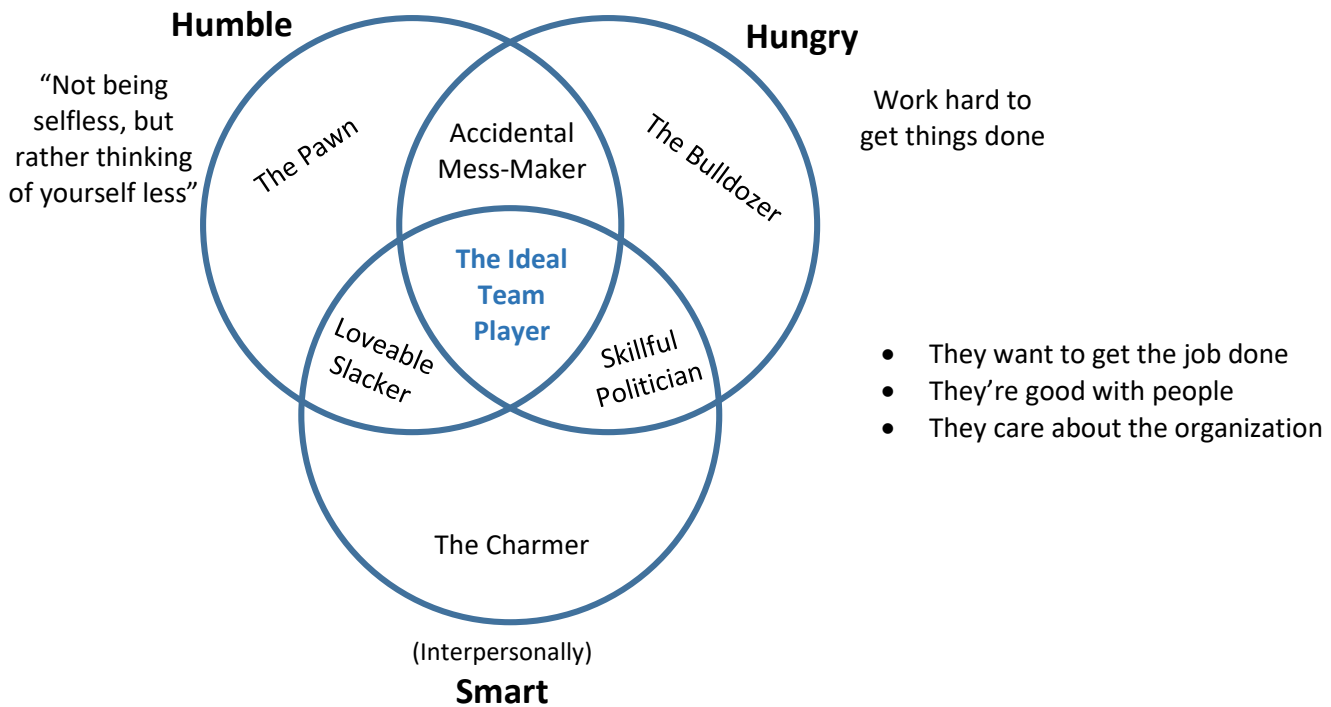 Humble
Hungry
“Not being
selfless, but
rather thinking
of yourself less”
The Pawn
Accidental
Mess-Maker
The Bulldozer
Work hard to
get things done
The Ideal
Team
Player
Loveable
Slacker
Skillful
Politician
• They want to get the job done
• They’re good with people
• They care about the organization
The Charmer
(Interpersonally)
Smart